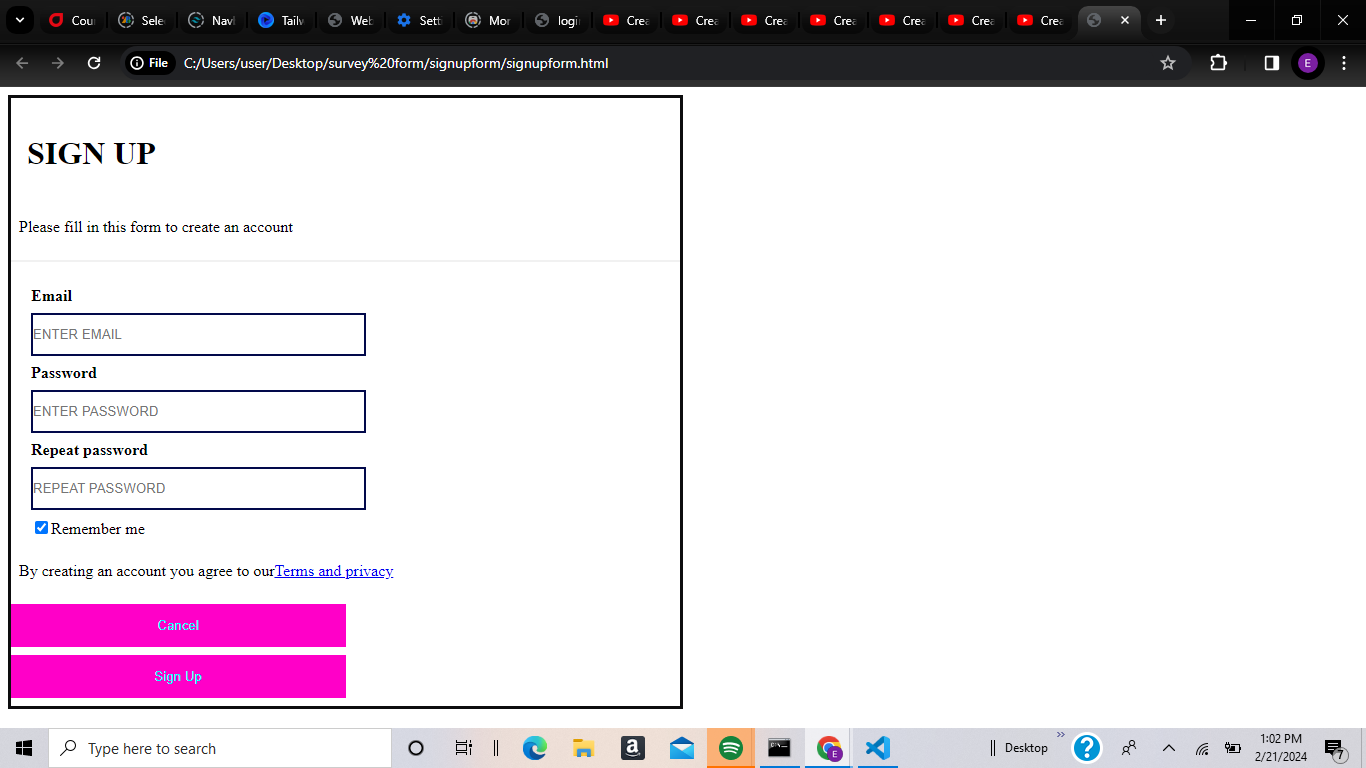 Cou Sele Navl Tailw Web Sett Mor login Crea Crea Crea Crea Crea Crea Crea
File C:/Users/user/Desktop/survey%20form/signupform/signupform.html E
SIGN UP
Please fill in this form to create an account
Email
ENTER EMAIL
Password
ENTER PASSWORD
Repeat password
REPEAT PASSWORD
Remember me
By creating an account you agree to ourTerms and privacy
Cancel
Sign Up
Type here to search
Desktop
1:02 PM
2/21/2024
7